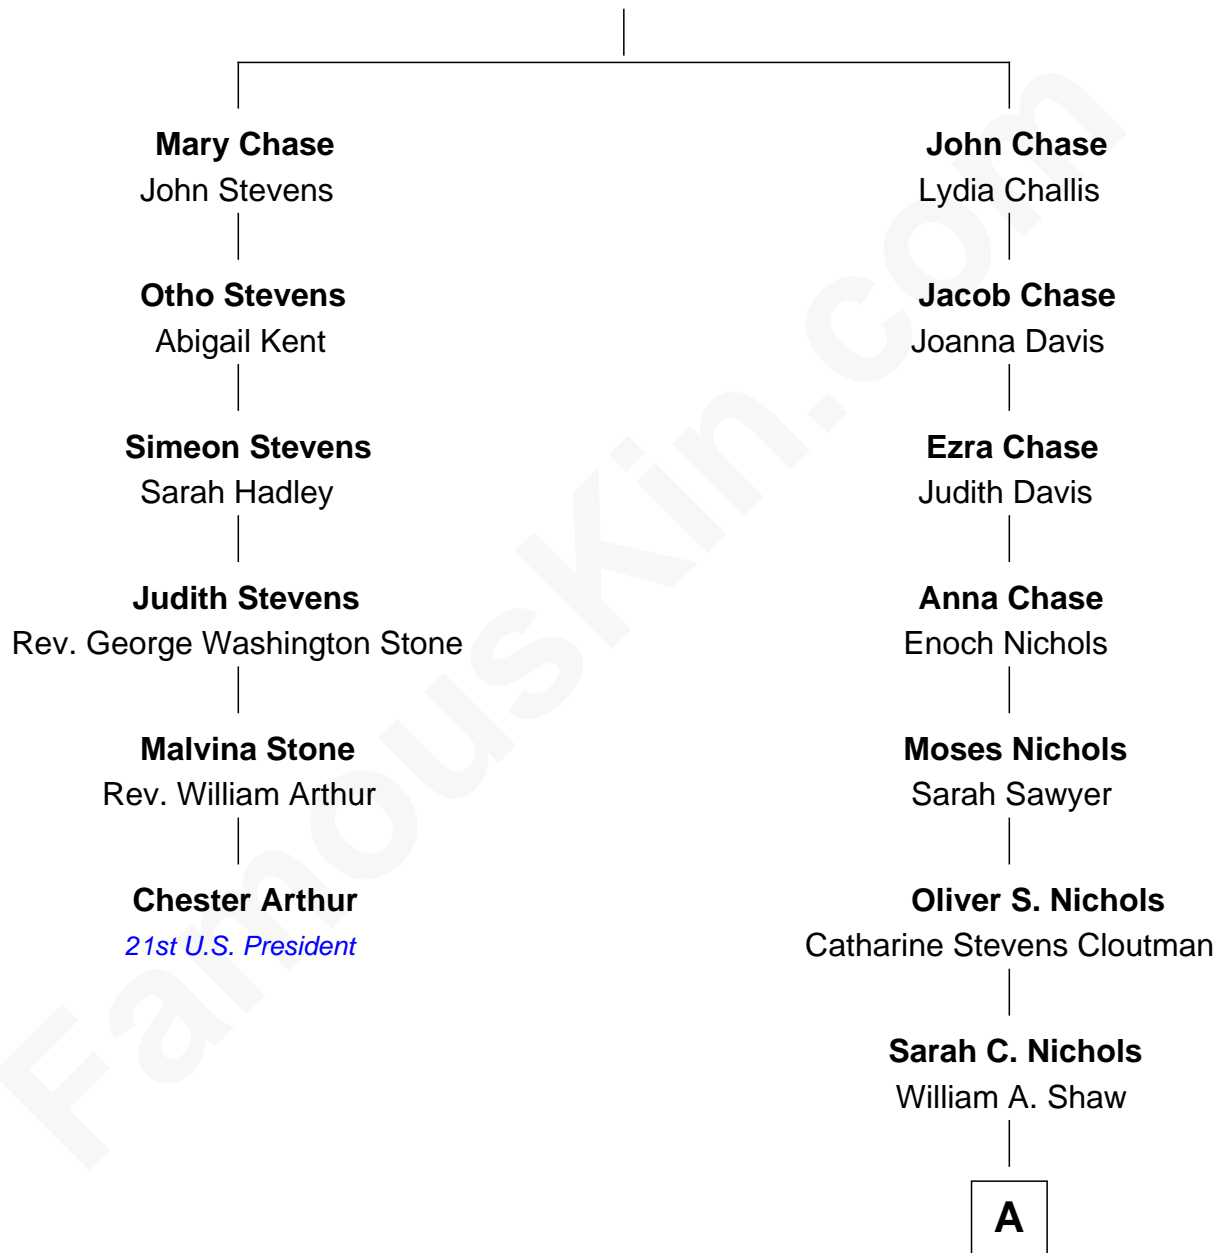 Mary Chase
John Stevens
John Chase
Lydia Challis
Otho Stevens
Abigail Kent
Jacob Chase
Joanna Davis
Simeon Stevens
Sarah Hadley
Ezra Chase
Judith Davis
Judith Stevens
Rev. George Washington Stone
Anna Chase
Enoch Nichols
Malvina Stone
Rev. William Arthur
Moses Nichols
Sarah Sawyer
Chester Arthur
21st U.S. President
Oliver S. Nichols
Catharine Stevens Cloutman
Sarah C. Nichols
William A. Shaw
A
FamousKin.com